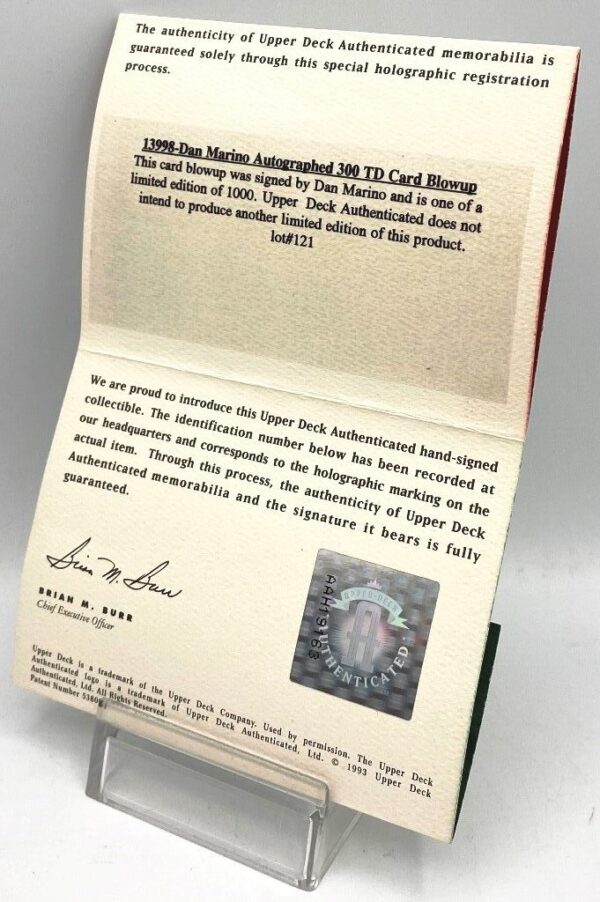 The authenticity of Upper Deck Authenticated memorabilia is
guaranteed solely through this special holographic registration
process.
13998-Dan Marino Autographed 300 TD Card Blowup
This card blowup was signed by Dan Marino and is one of a
limited edition of 1000. Upper Deck Authenticated does not
intend to produce another limited edition of this product.
lot#121
We are proud to introduce this Upper Deck Authenticated hand-signed
collectible. The identification number below has been recorded at
our headquarters and corresponds to the holographic marking on the
actual item. Through this process, the authenticity of Upper Deck
Authenticated memorabilia and the signature it bears is fully
guaranteed.
Brian M. Burr
BRIAN M. BURR
Chief Executive Officer
UPPER-DECK
A
AUTHENTICATED
Upper Deck is a trademark of the Upper Deck Company. Used by permission. The Upper Deck
Authenticated logo is a trademark of Upper Deck Authenticated, Ltd. © 1993 Upper Deck
Authenticated, Ltd. All Rights Reserved.
Patent Number